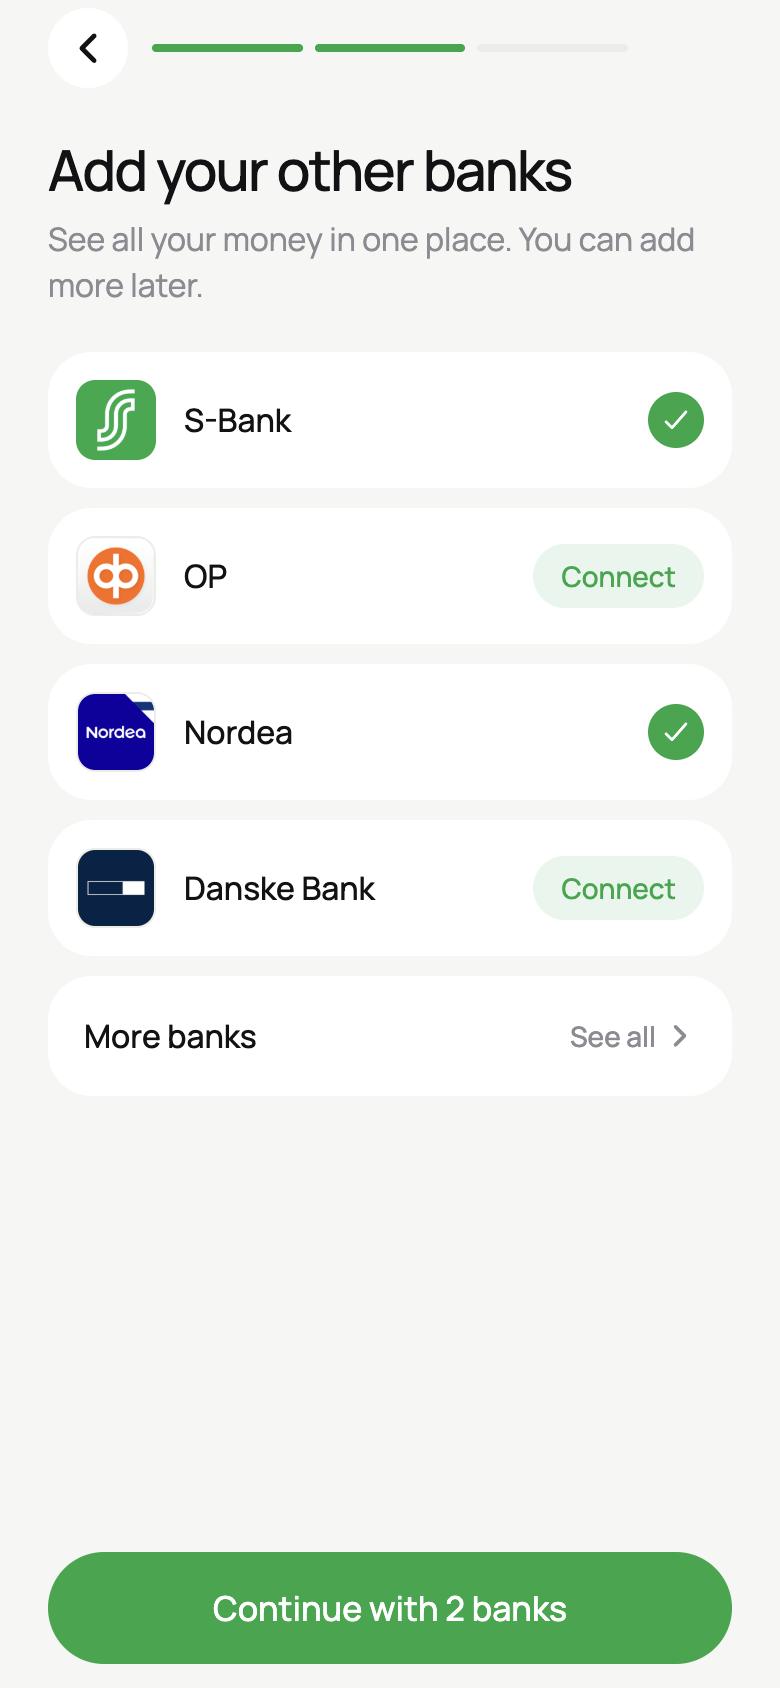 Add your other banks
See all your money in one place. You can add
more later.
S-Bank
OP
Connect
Nordea
Nordea
Danske Bank
Connect
More banks
See all
Continue with 2 banks